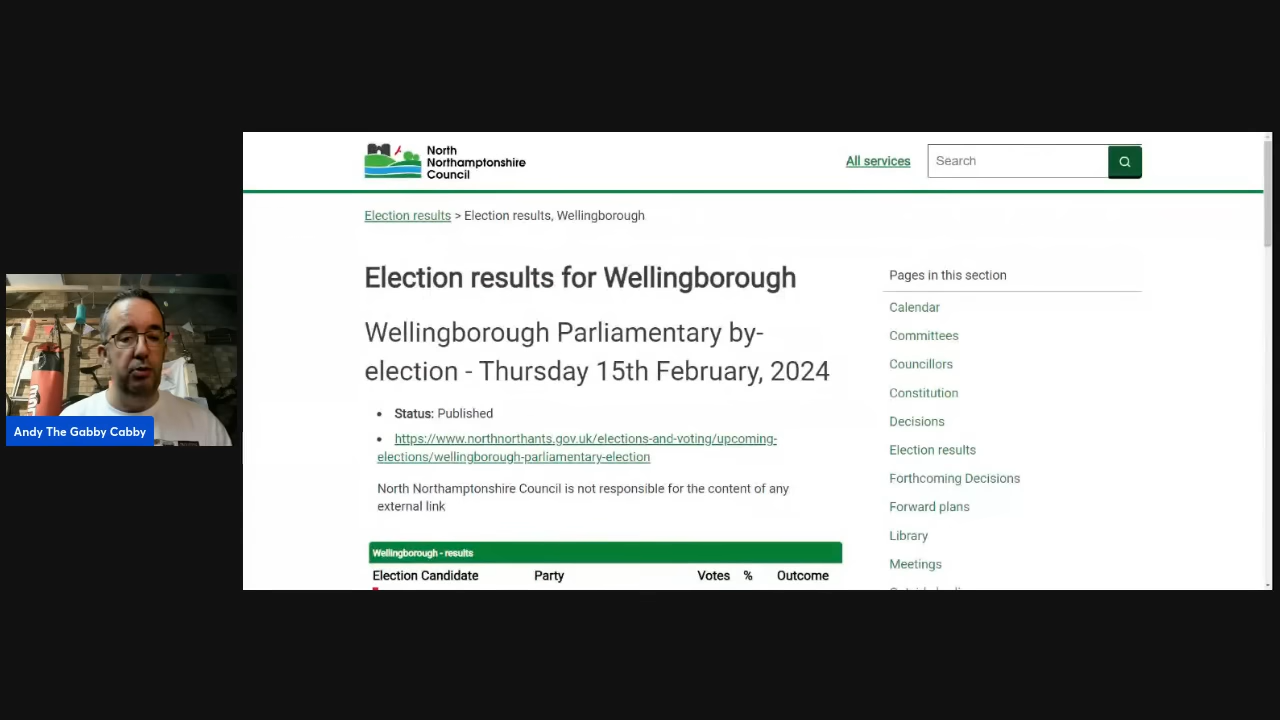 North
Northamptonshire
Council
All services
Search
Election results > Election results, Wellingborough
Election results for Wellingborough
Wellingborough Parliamentary by-
election - Thursday 15th February, 2024
• Status: Published
• https://www.northnorthants.gov.uk/elections-and-voting/upcoming-
elections/wellingborough-parliamentary-election
North Northamptonshire Council is not responsible for the content of any
external link
Wellingborough - results
Election Candidate Party Votes % Outcome
Pages in this section
Calendar
Committees
Councillors
Constitution
Decisions
Election results
Forthcoming Decisions
Forward plans
Library
Meetings
Andy The Gabby Cabby